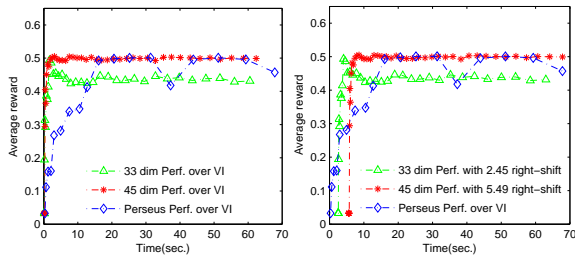 0.6
0.5
0.4
0.3
0.2
0.1
0
Average reward
33 dim Perf. over VI
45 dim Perf. over VI
Perseus Perf. over VI
0 10 20 30 40 50 60 70
Time(sec.)
0.6
0.5
0.4
0.3
0.2
0.1
0
Average reward
33 dim Perf. with 2.45 right-shift
45 dim Perf. with 5.49 right-shift
Perseus Perf. over VI
0 10 20 30 40 50 60 70
Time(sec.)